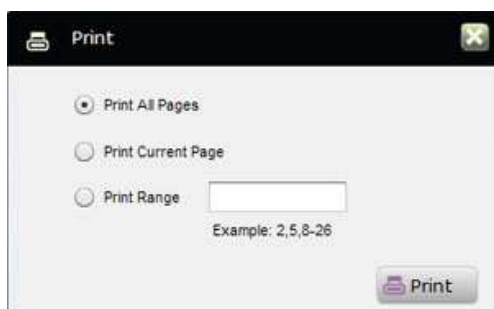 Print
Print All Pages
Print Current Page
Print Range
Example: 2,5,8-26
Print